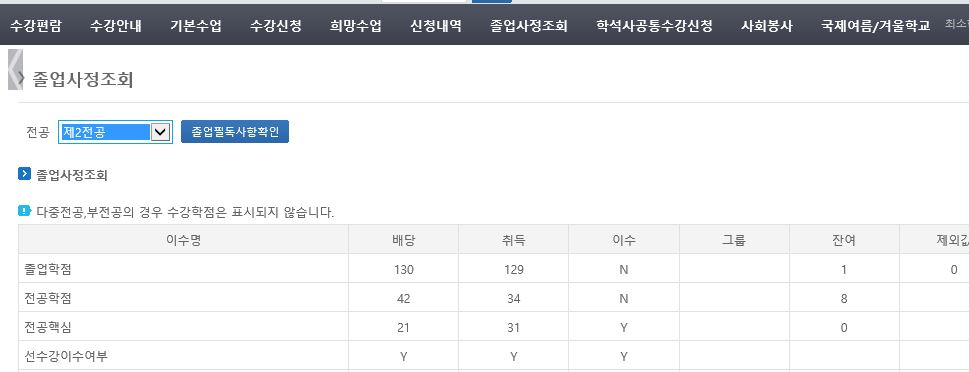 수강편람 수강안내 기본수업 수강신청 희망수업 신청내역 졸업사정조회 학석사공통수강신청 사회봉사 국제여름/겨울학교
졸업사정조회
전공 제2전공 졸업필독사항확인
졸업사정조회
다중전공,부전공의 경우 수강학점은 표시되지 않습니다.
이수명 배당 취득 이수 그룹 잔여
졸업학점 130 129 N 1 0
전공학점 42 34 N 8
전공핵심 21 31 Y 0
선수강이수여부 Y Y Y